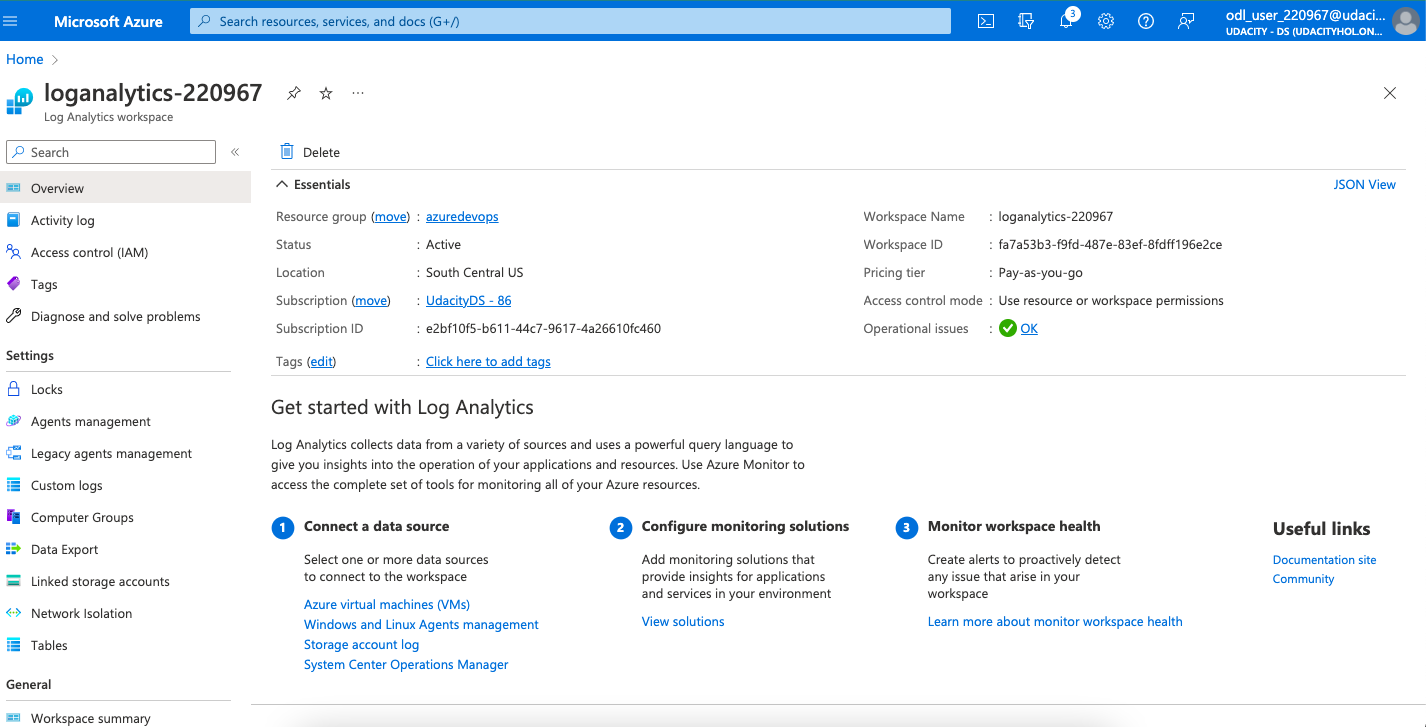 Microsoft Azure
Search resources, services, and docs (G+/)
3
odl_user_220967@udaci...
UDACITY - DS (UDACITYHOL.ON...
Home
loganalytics-220967
...
Log Analytics workspace
Search
«
Delete
Overview
Activity log
Access control (IAM)
Tags
Diagnose and solve problems
Settings
Locks
Agents management
Legacy agents management
Custom logs
Computer Groups
Data Export
Linked storage accounts
Network Isolation
Tables
General
Workspace summary
Essentials
JSON View
Resource group (move) : azuredevops
Status : Active
Location : South Central US
Subscription (move) : UdacityDS - 86
Subscription ID : e2bf10f5-b611-44c7-9617-4a26610fc460
Tags (edit) : Click here to add tags
Workspace Name : loganalytics-220967
Workspace ID : fa7a53b3-f9fd-487e-83ef-8fdff196e2ce
Pricing tier : Pay-as-you-go
Access control mode : Use resource or workspace permissions
Operational issues : OK
Get started with Log Analytics
Log Analytics collects data from a variety of sources and uses a powerful query language to
give you insights into the operation of your applications and resources. Use Azure Monitor to
access the complete set of tools for monitoring all of your Azure resources.
1 Connect a data source
Select one or more data sources
to connect to the workspace
Azure virtual machines (VMs)
Windows and Linux Agents management
Storage account log
System Center Operations Manager
2 Configure monitoring solutions
Add monitoring solutions that
provide insights for applications
and services in your environment
View solutions
3 Monitor workspace health
Create alerts to proactively detect
any issue that arise in your
workspace
Learn more about monitor workspace health
Useful links
Documentation site
Community